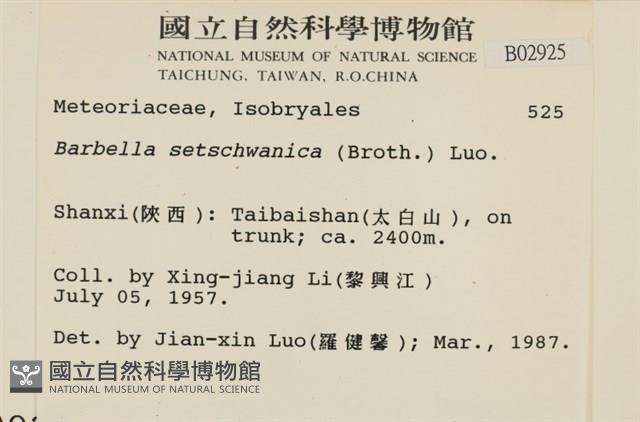 國立自然科學博物館
NATIONAL MUSEUM OF NATURAL SCIENCE
B02925
TAICHUNG, TAIWAN, R.O.CHINA
Meteoriaceae, Isobryales 525
Barbella setschwanica (Broth.) Luo.
Shanxi(陝西): Taibaishan(太白山), on
trunk; ca. 2400m.
Coll. by Xing-jiang Li(黎興江)
July 05, 1957.
Det. by Jian-xin Luo(羅健馨); Mar., 1987.
國立自然科學博物館
NATIONAL MUSEUM OF NATURAL SCIENCE